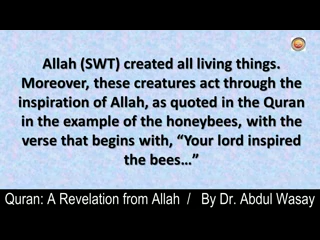 Allah (SWT) created all living things.
Moreover, these creatures act through the
inspiration of Allah, as quoted in the Quran
in the example of the honeybees, with the
verse that begins with, “Your lord inspired
the bees…”
Quran: A Revelation from Allah / By Dr. Abdul Wasay